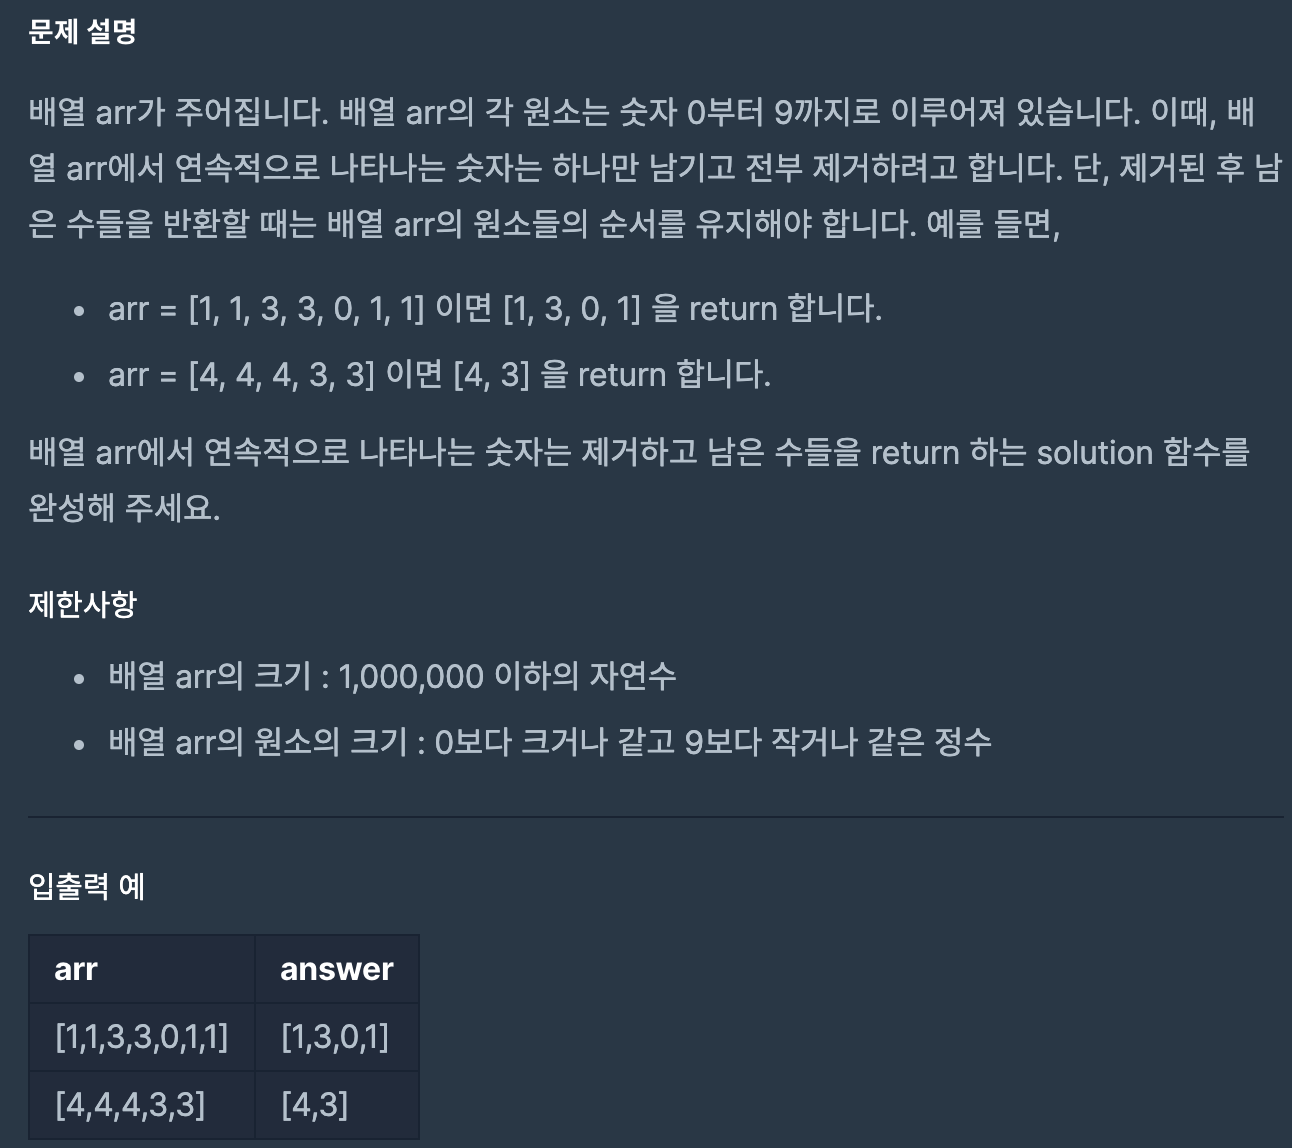 문제 설명
배열 arr가 주어집니다. 배열 arr의 각 원소는 숫자 0부터 9까지로 이루어져 있습니다. 이때, 배
열 arr에서 연속적으로 나타나는 숫자는 하나만 남기고 전부 제거하려고 합니다. 단, 제거된 후 남
은 수들을 반환할 때는 배열 arr의 원소들의 순서를 유지해야 합니다. 예를 들면,
• arr = [1, 1, 3, 3, 0, 1, 1] 이면 [1, 3, 0, 1] 을 return 합니다.
• arr = [4, 4, 4, 3, 3] 이면 [4, 3] 을 return 합니다.
배열 arr에서 연속적으로 나타나는 숫자는 제거하고 남은 수들을 return 하는 solution 함수를
완성해 주세요.
제한사항
• 배열 arr의 크기 : 1,000,000 이하의 자연수
• 배열 arr의 원소의 크기 : 0보다 크거나 같고 9보다 작거나 같은 정수
입출력 예
arr answer
[1,1,3,3,0,1,1] [1,3,0,1]
[4,4,4,3,3] [4,3]